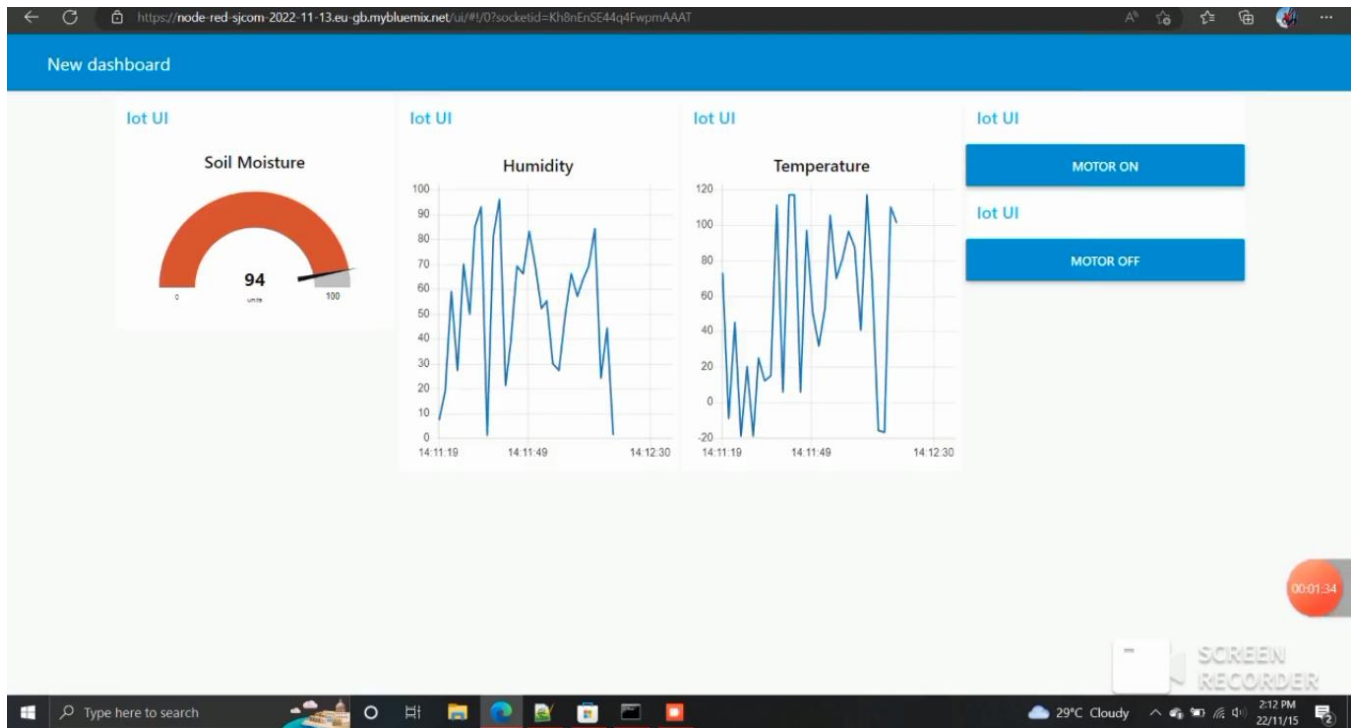 https://node-red-sjcom-2022-11-13.eu-gb.mybluemix.net/ui/#!/0?socketid=Kh8nEnSE44q4FwpmAAAT
New dashboard
Iot UI
Soil Moisture
94
units
0
100
Iot UI
Humidity
100
90
80
70
60
50
40
30
20
10
0
14:11:19
14:11:49
14:12:30
Iot UI
Temperature
120
100
80
60
40
20
0
-20
14:11:19
14:11:49
14:12:30
Iot UI
MOTOR ON
Iot UI
MOTOR OFF
00:01:34
SCREEN
RECORDER
Type here to search
29°C Cloudy
2:12 PM
22/11/15
2